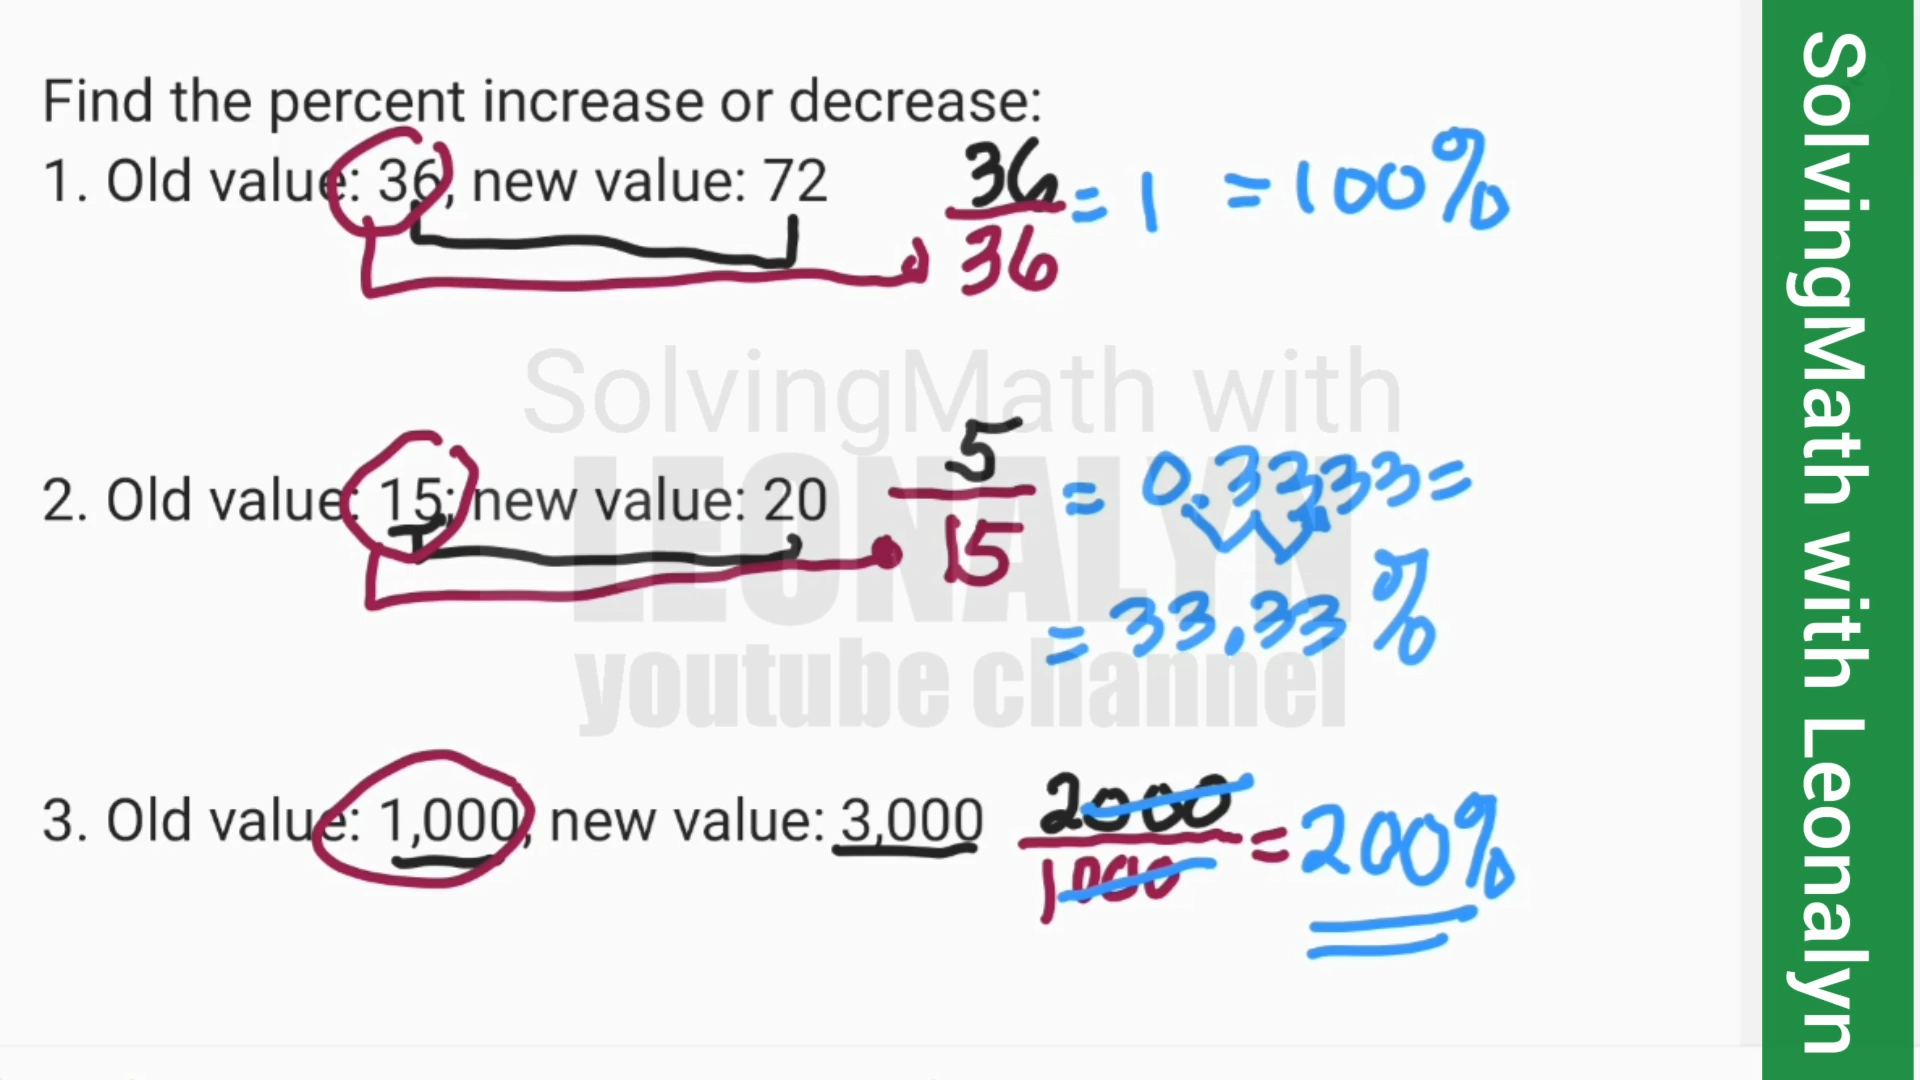 Find the percent increase or decrease:
1. Old value: 36, new value: 72
36/36 = 1 = 100%
SolvingMath with
LEONALYN
youtube channel
2. Old value: 15; new value: 20
5/15 = 0.3333 =
= 33.33%
3. Old value: 1,000, new value: 3,000
2000/1000 = 200%
SolvingMath with Leonalyn